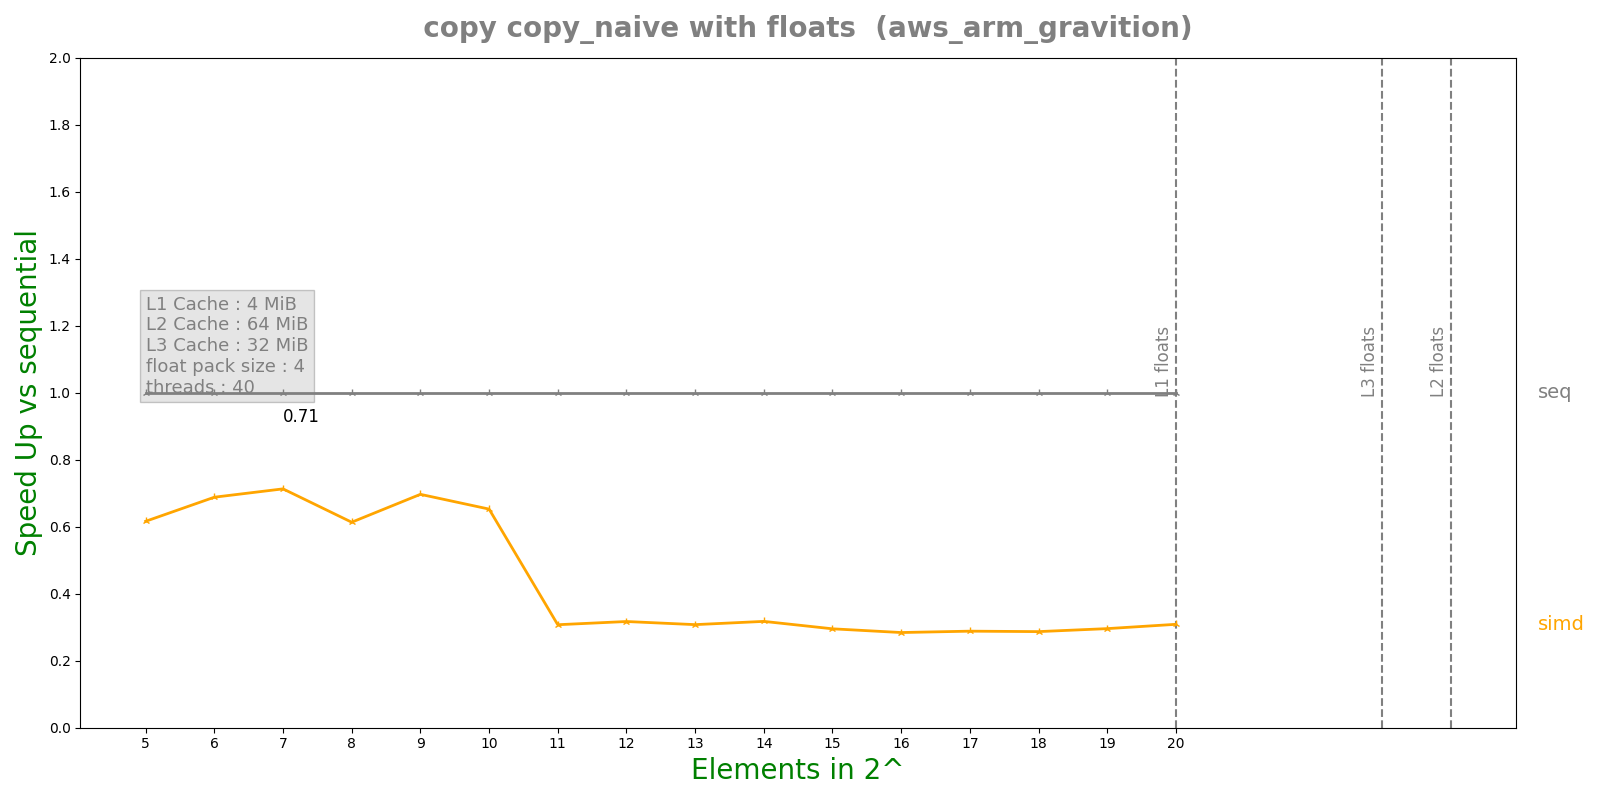 copy copy_naive with floats (aws_arm_gravition)
Speed Up vs sequential
2.0
1.8
1.6
1.4
1.2
1.0
0.8
0.6
0.4
0.2
0.0
L1 Cache : 4 MiB
L2 Cache : 64 MiB
L3 Cache : 32 MiB
float pack size : 4
threads : 40
0.71
L1 floats
L3 floats
L2 floats
seq
simd
5 6 7 8 9 10 11 12 13 14 15 16 17 18 19 20
Elements in 2^